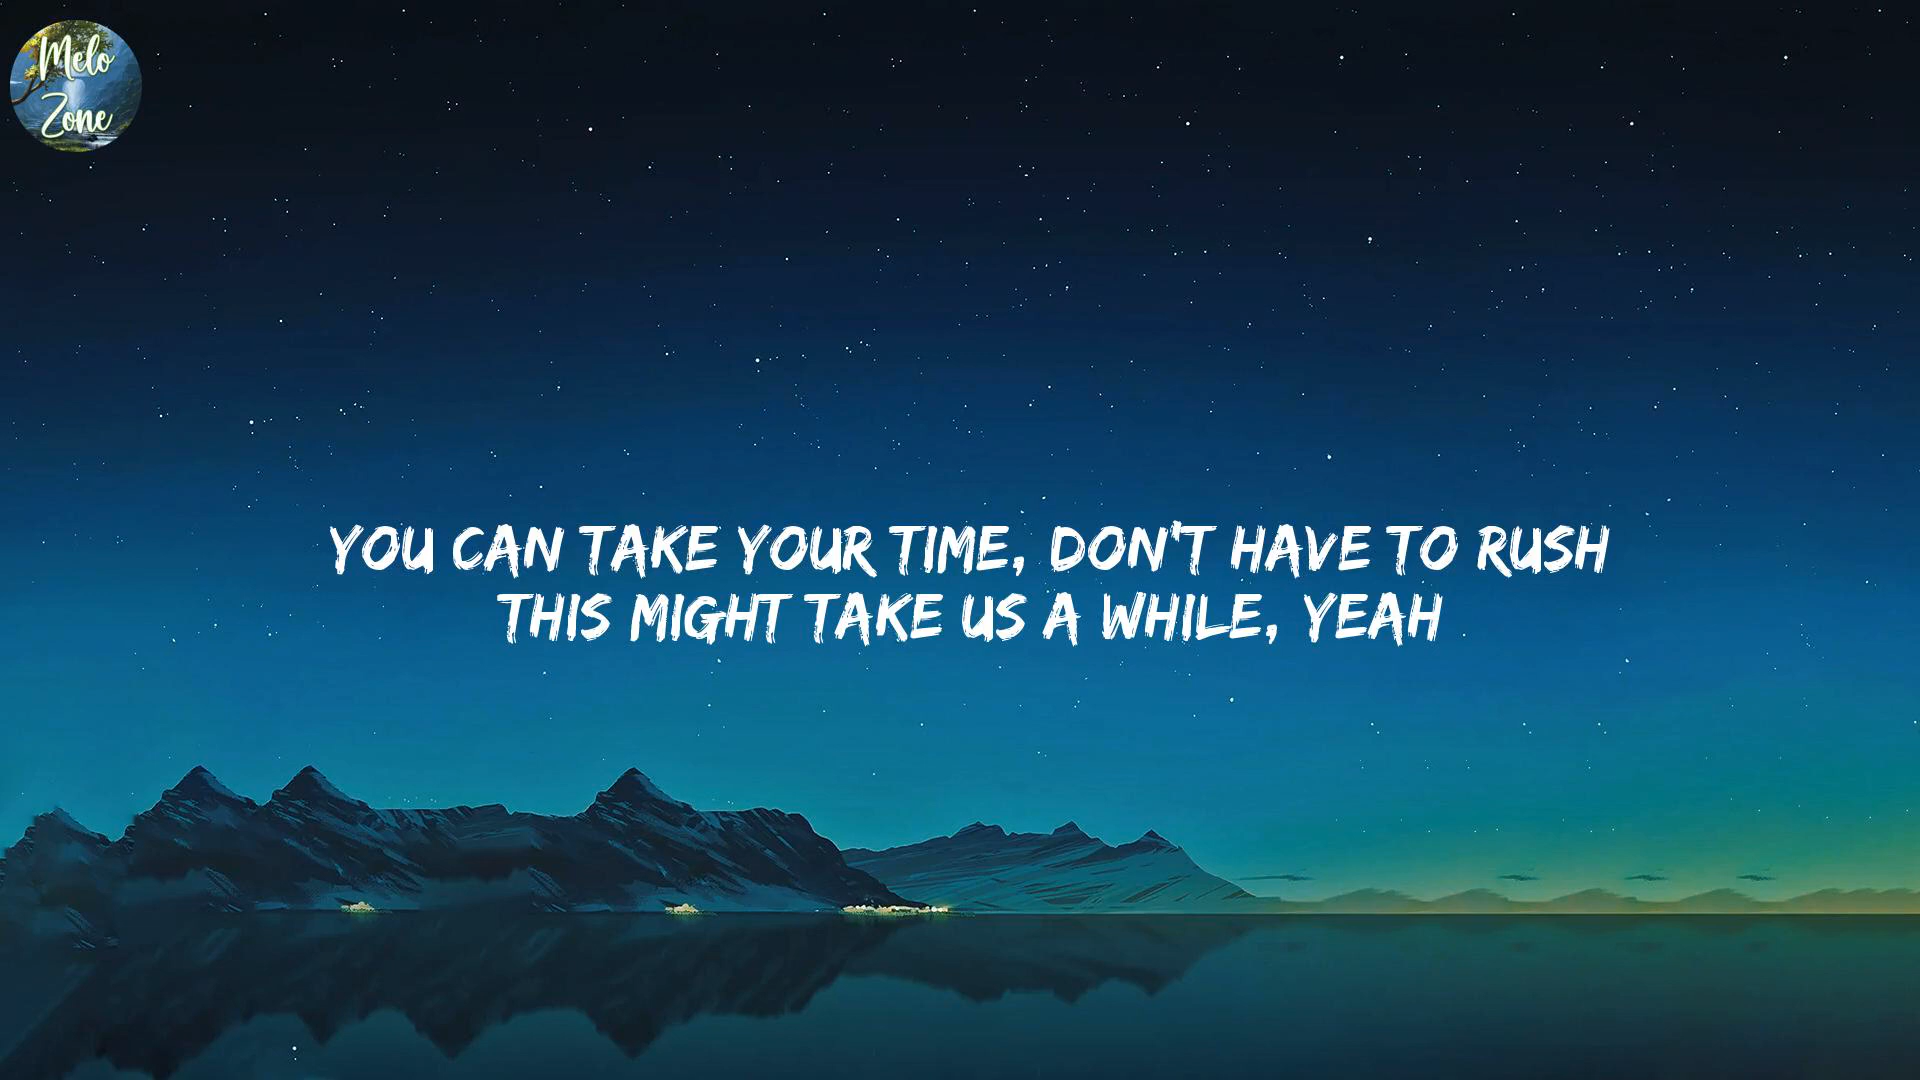 Melo
Zone
YOU CAN TAKE YOUR TIME, DON'T HAVE TO RUSH
THIS MIGHT TAKE US A WHILE, YEAH